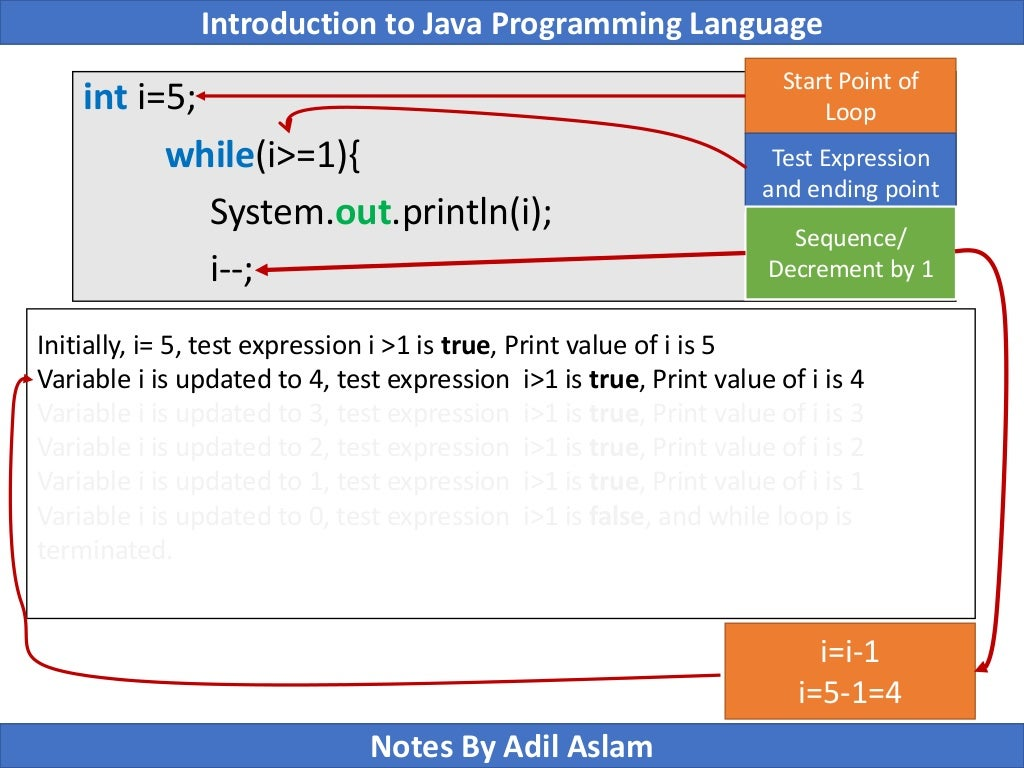 Introduction to Java Programming Language
int i=5;
while(i>=1){
System.out.println(i);
i--;
Start Point of
Loop
Test Expression
and ending point
Sequence/
Decrement by 1
Initially, i= 5, test expression i >1 is true, Print value of i is 5
Variable i is updated to 4, test expression  i>1 is true, Print value of i is 4
Variable i is updated to 3, test expression  i>1 is true, Print value of i is 3
Variable i is updated to 2, test expression  i>1 is true, Print value of i is 2
Variable i is updated to 1, test expression  i>1 is true, Print value of i is 1
Variable i is updated to 0, test expression  i>1 is false, and while loop is
terminated.
i=i-1
i=5-1=4
Notes By Adil Aslam